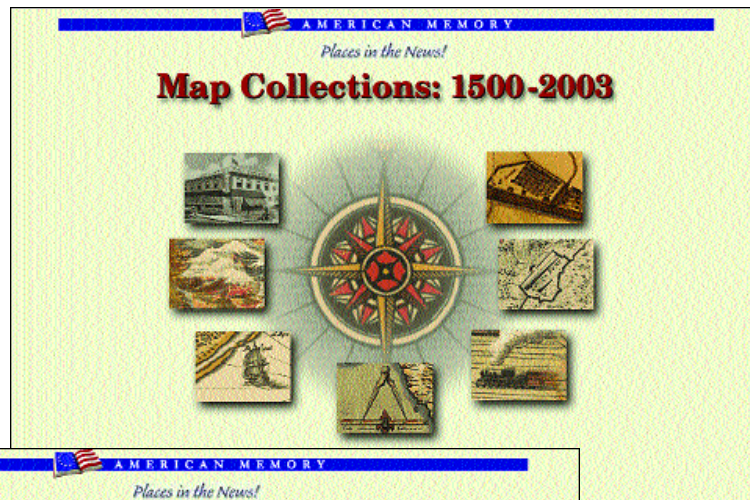 AMERICAN MEMORY
Places in the News!
Map Collections: 1500-2003
AMERICAN MEMORY
Places in the News!